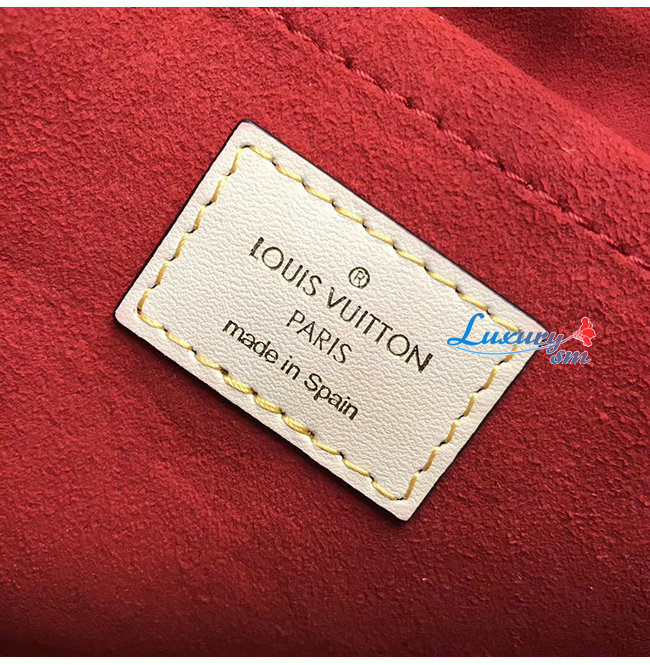 ®
LOUIS VUITTON
PARIS
made in Spain
Luxury
sm